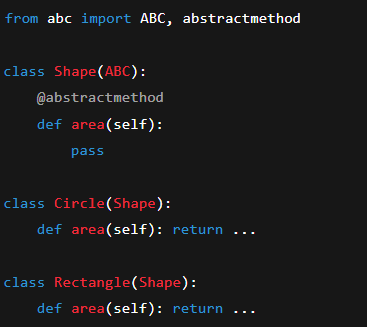 from abc import ABC, abstractmethod
class Shape(ABC):
    @abstractmethod
    def area(self):
        pass
class Circle(Shape):
    def area(self): return ...
class Rectangle(Shape):
    def area(self): return ...